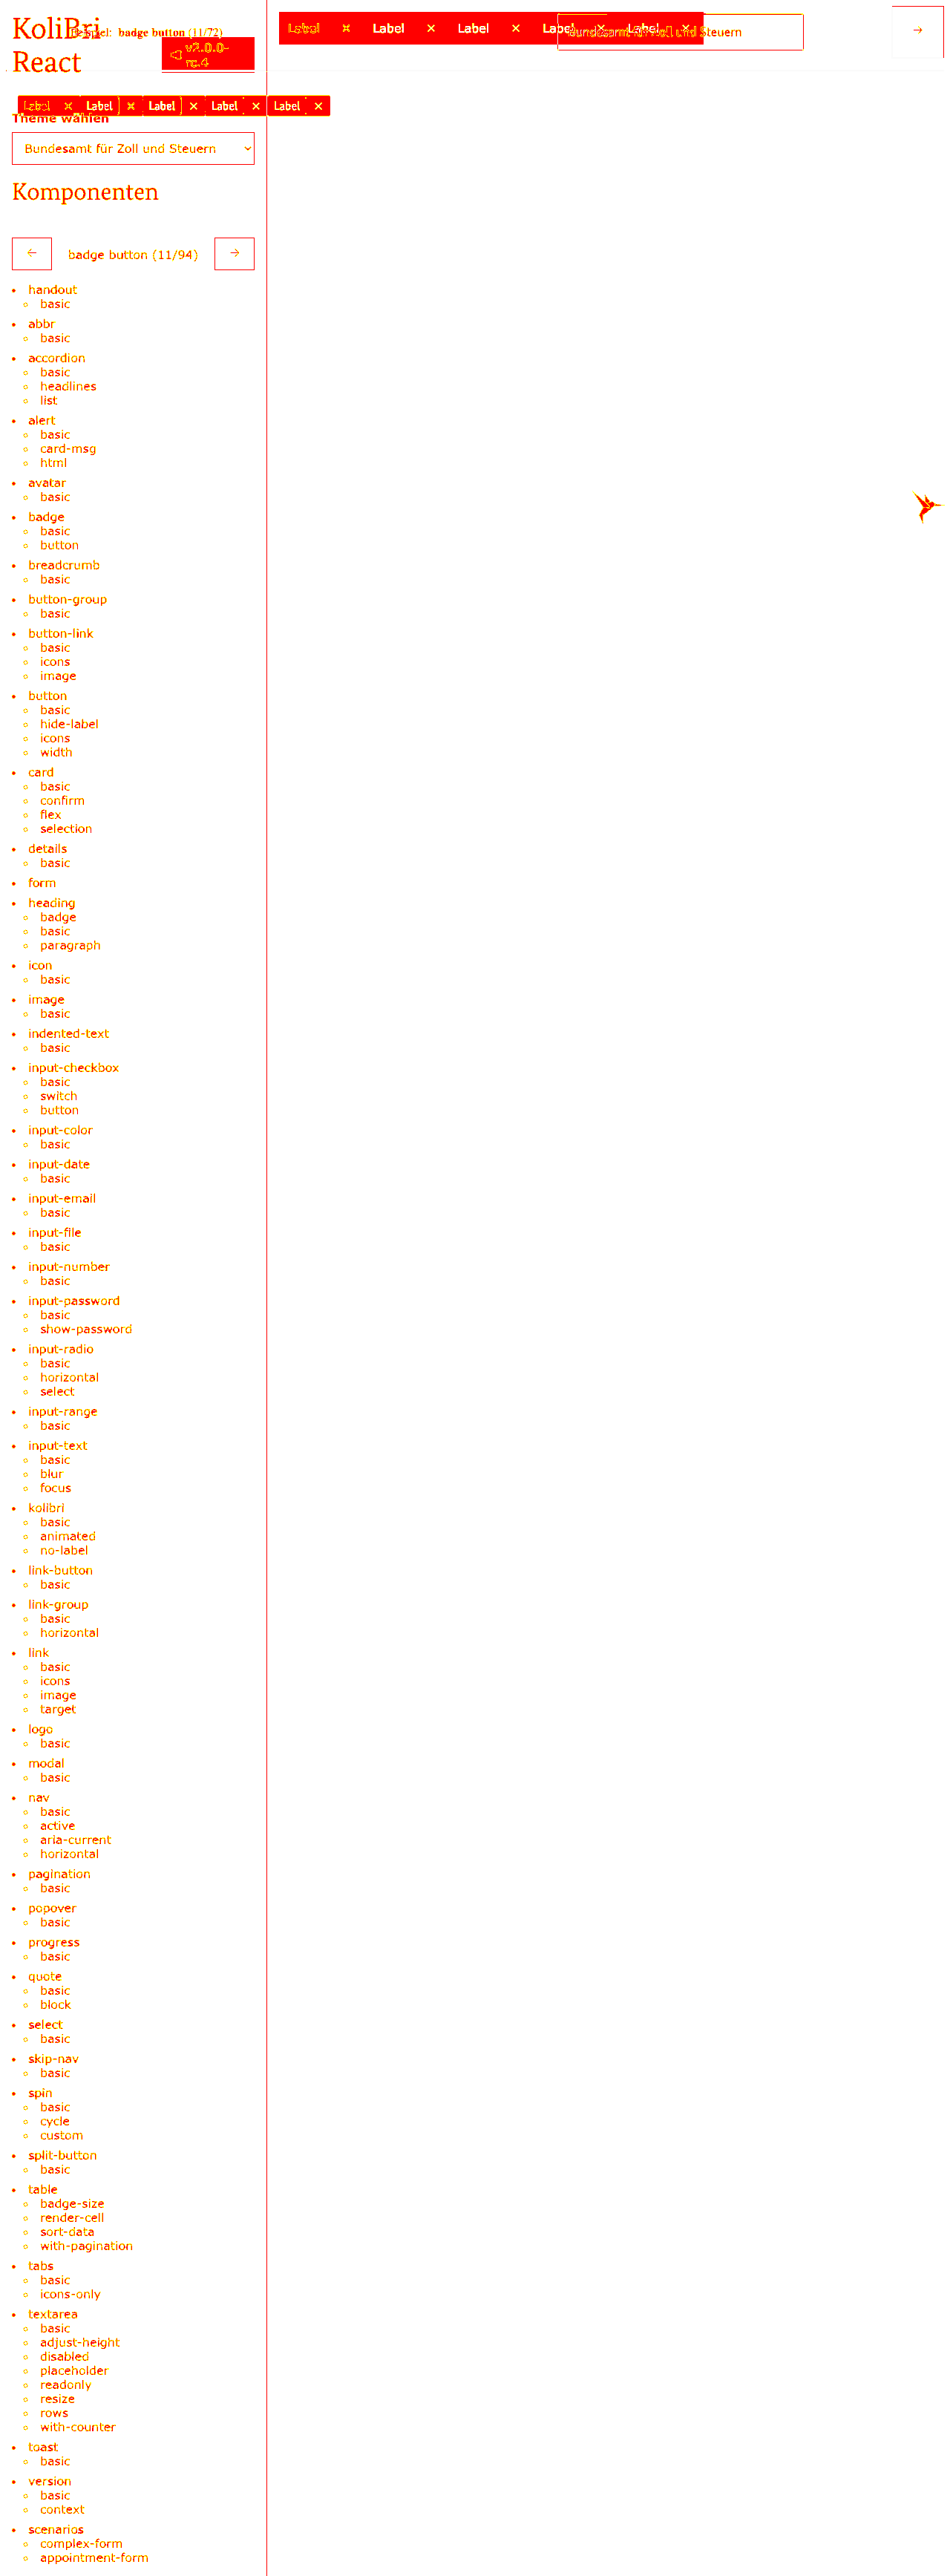 KoliBri
React
badge button (11/72)
v2.0.0-
rc.4
Label × Label × Label × Label × Label ×
→
Label × Label × Label × Label × Label ×
Theme wählen
Bundesamt für Zoll und Steuern
Komponenten
← badge button (11/94) →
handout
basic
abbr
basic
accordion
basic
headlines
list
alert
basic
card-msg
html
avatar
basic
badge
basic
button
breadcrumb
basic
button-group
basic
button-link
basic
icons
image
button
basic
hide-label
icons
width
card
basic
confirm
flex
selection
details
basic
form
heading
badge
basic
paragraph
icon
basic
image
basic
indented-text
basic
input-checkbox
basic
switch
button
input-color
basic
input-date
basic
input-email
basic
input-file
basic
input-number
basic
input-password
basic
show-password
input-radio
basic
horizontal
select
input-range
basic
input-text
basic
blur
focus
kolibri
basic
animated
no-label
link-button
basic
link-group
basic
horizontal
link
basic
icons
image
target
logo
basic
modal
basic
nav
basic
active
aria-current
horizontal
pagination
basic
popover
basic
progress
basic
quote
basic
block
select
basic
skip-nav
basic
spin
basic
cycle
custom
split-button
basic
table
badge-size
render-cell
sort-data
with-pagination
tabs
basic
icons-only
textarea
basic
adjust-height
disabled
placeholder
readonly
resize
rows
with-counter
toast
basic
version
basic
context
scenarios
complex-form
appointment-form